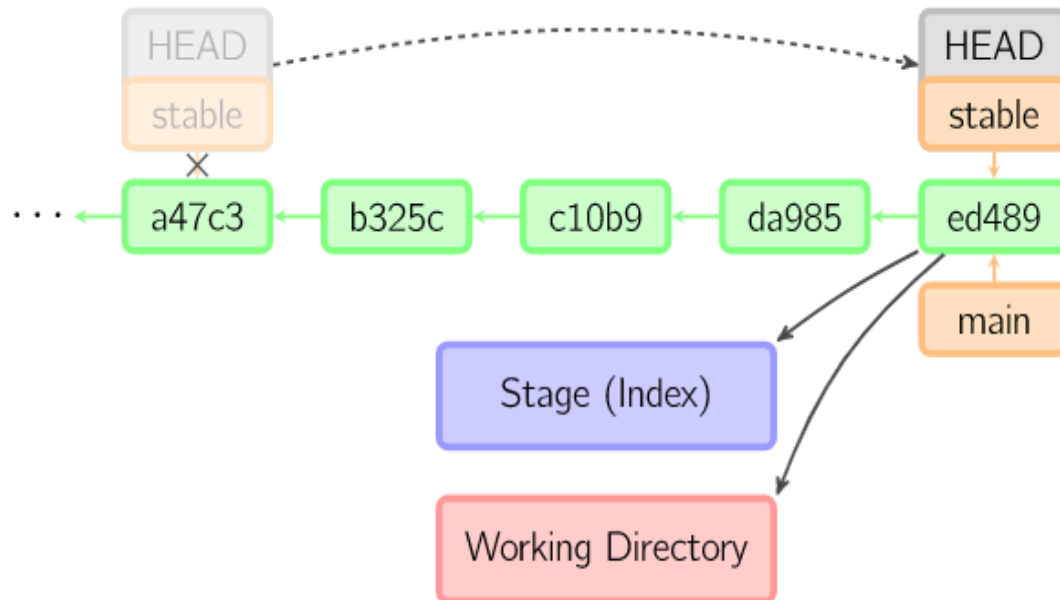 HEAD
HEAD
stable
stable
··· a47c3 b325c c10b9 da985 ed489
main
Stage (Index)
Working Directory